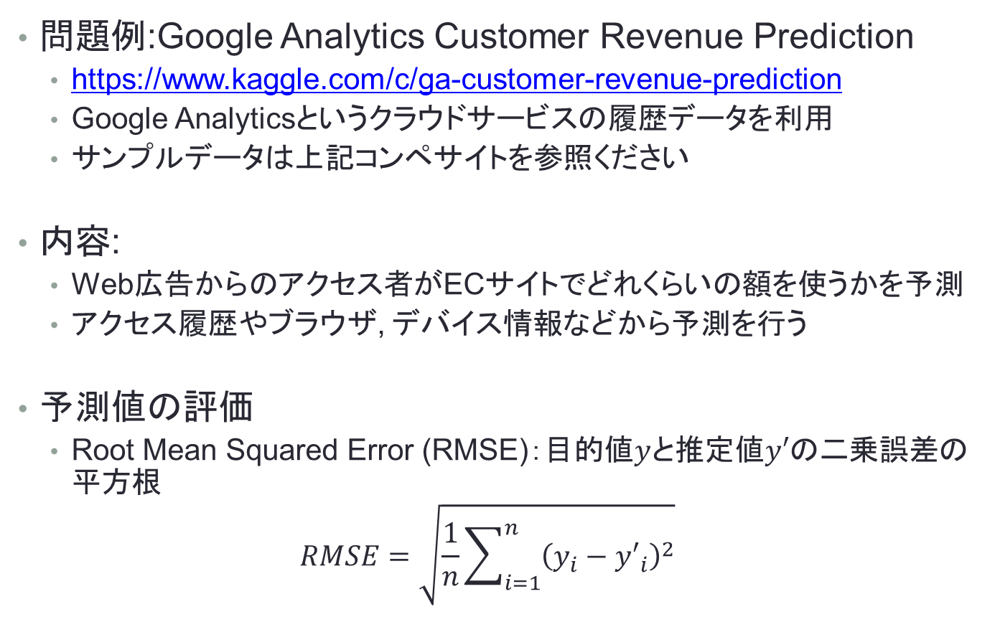 • 問題例:Google Analytics Customer Revenue Prediction
• https://www.kaggle.com/c/ga-customer-revenue-prediction
• Google Analyticsというクラウドサービスの履歴データを利用
• サンプルデータは上記コンペサイトを参照ください
• 内容:
• Web広告からのアクセス者がECサイトでどれくらいの額を使うかを予測
• アクセス履歴やブラウザ, デバイス情報などから予測を行う
• 予測値の評価
• Root Mean Squared Error (RMSE): 目的値yと推定値y′の二乗誤差の
平方根
RMSE = √(1/n ∑_{i=1}^{n} (y_i − y′_i)²)